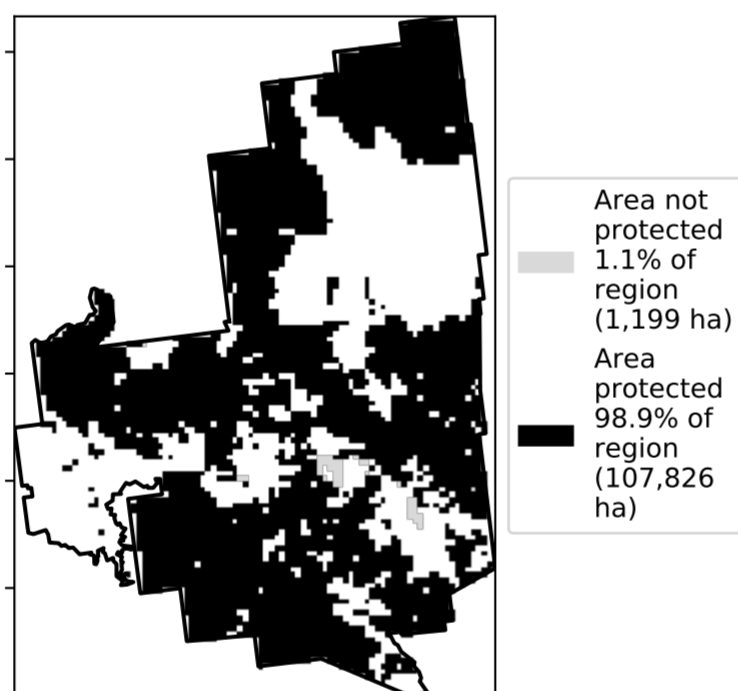 Area not
protected
1.1% of
region
(1,199 ha)
Area
protected
98.9% of
region
(107,826
ha)